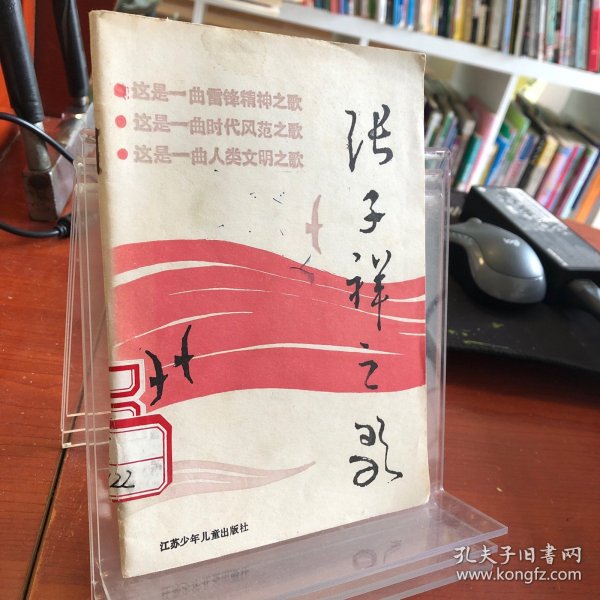 这是一曲雷锋精神之歌
这是一曲时代风范之歌
这是一曲人类文明之歌
张子祥之歌
122
江苏少年儿童出版社
孔夫子旧书网
www.kongfz.com